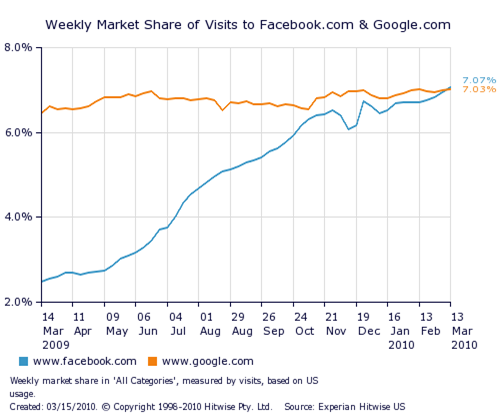 Weekly Market Share of Visits to Facebook.com & Google.com
8.0%
7.07%
7.03%
6.0%
4.0%
2.0%
14 11 09 06 04 01 29 26 24 21 19 16 13 13
Mar Apr May Jun Jul Aug Aug Sep Oct Nov Dec Jan Feb Mar
2009 2010 2010
www.facebook.com www.google.com
Weekly market share in 'All Categories', measured by visits, based on US
usage.
Created: 03/15/2010. © Copyright 1998-2010 Hitwise Pty. Ltd. Source: Experian Hitwise US